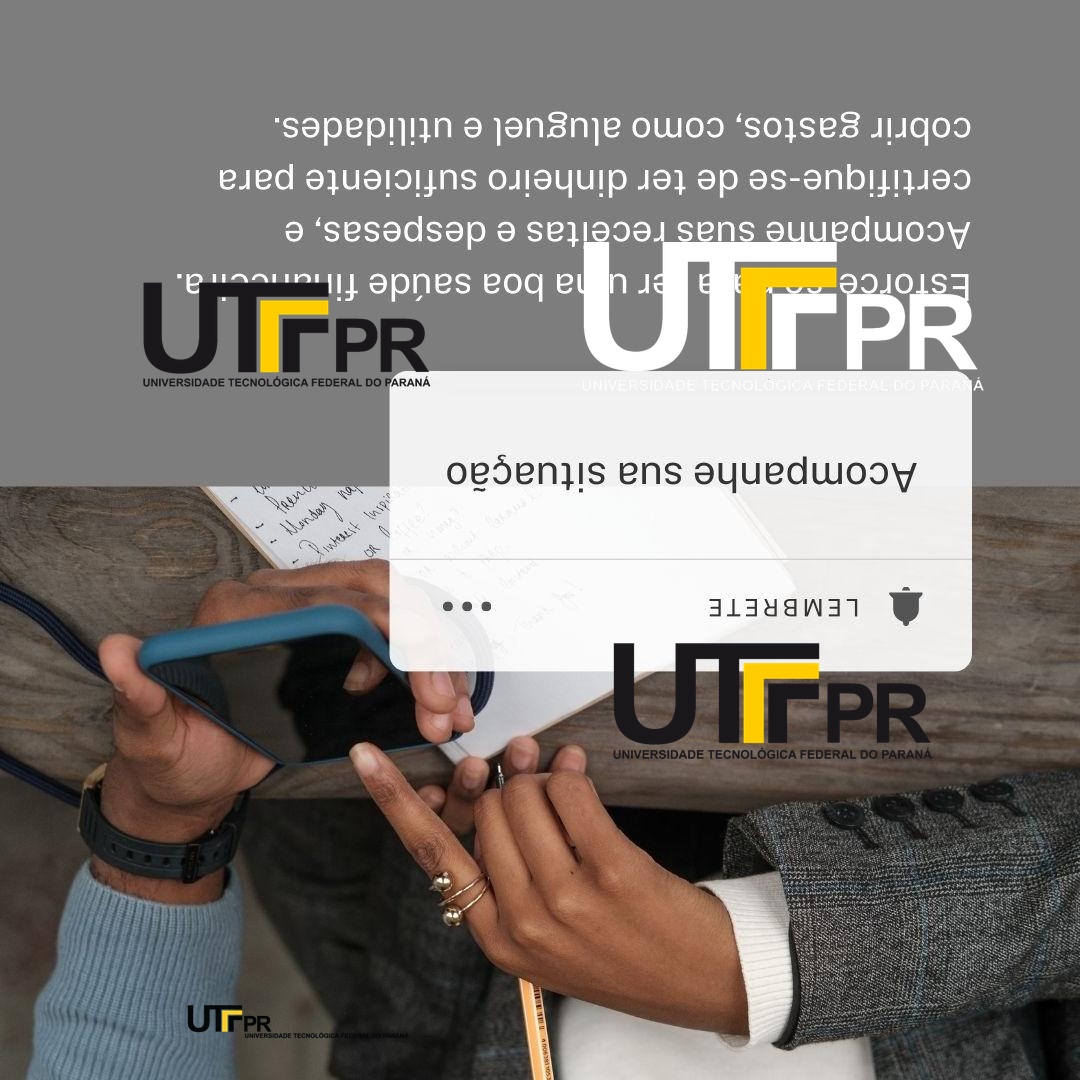 LEMBRETE
Acompanhe sua situação
Esforce-se para ter uma boa saúde financeira.
Acompanhe suas receitas e despesas, e
certifique-se de ter dinheiro suficiente para
cobrir gastos, como aluguel e utilidades.
UTFPR
UNIVERSIDADE TECNOLÓGICA FEDERAL DO PARANÁ
UTFPR
UNIVERSIDADE TECNOLÓGICA FEDERAL DO PARANÁ
UTFPR
UNIVERSIDADE TECNOLÓGICA FEDERAL DO PARANÁ
UTFPR
UNIVERSIDADE TECNOLÓGICA FEDERAL DO PARANÁ
Monday
Pinterest